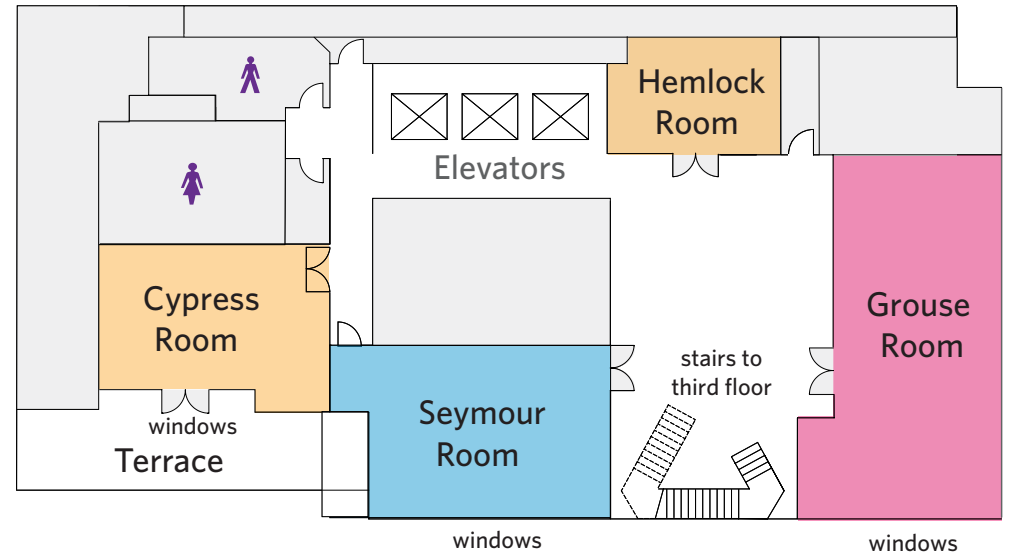 Hemlock
Room
Elevators
Cypress
Room
Grouse
Room
stairs to
third floor
Seymour
Room
windows
Terrace
windows
windows